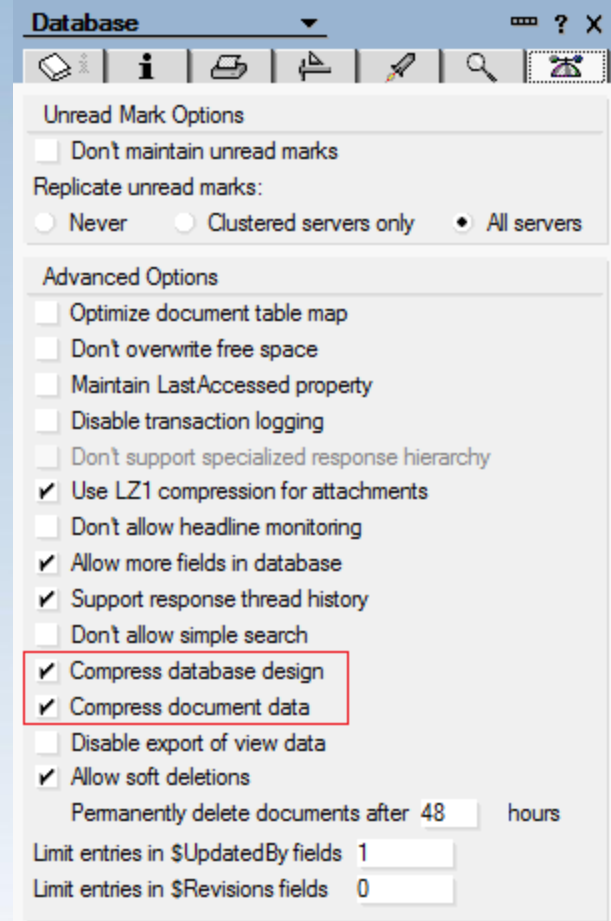 Database
? X
i i
Unread Mark Options
Don't maintain unread marks
Replicate unread marks:
Never Clustered servers only All servers
Advanced Options
Optimize document table map
Don't overwrite free space
Maintain LastAccessed property
Disable transaction logging
Don't support specialized response hierarchy
Use LZ1 compression for attachments
Don't allow headline monitoring
Allow more fields in database
Support response thread history
Don't allow simple search
Compress database design
Compress document data
Disable export of view data
Allow soft deletions
Permanently delete documents after 48 hours
Limit entries in $UpdatedBy fields 1
Limit entries in $Revisions fields 0